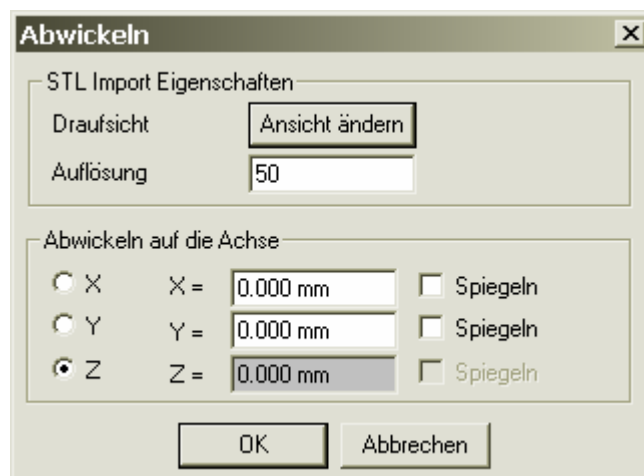 Abwickeln
STL Import Eigenschaften
Draufsicht Ansicht ändern
Auflösung 50
Abwickeln auf die Achse
X X = 0.000 mm Spiegeln
Y Y = 0.000 mm Spiegeln
Z Z = 0.000 mm Spiegeln
OK Abbrechen